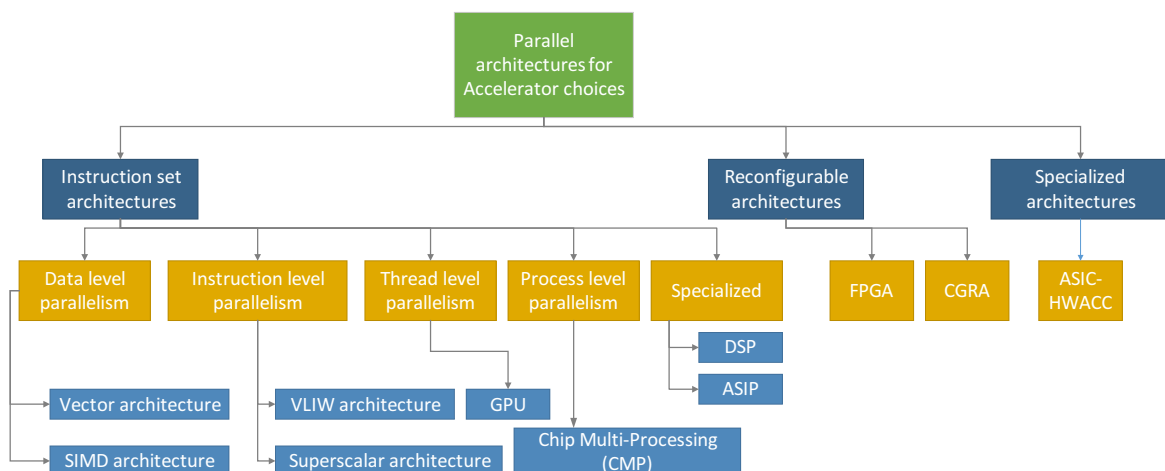 Parallel
architectures for
Accelerator choices
Instruction set
architectures
Reconfigurable
architectures
Specialized
architectures
Data level
parallelism
Instruction level
parallelism
Thread level
parallelism
Process level
parallelism
Specialized
FPGA
CGRA
ASIC-
HWACC
DSP
ASIP
Vector architecture
VLIW architecture
GPU
Chip Multi-Processing
(CMP)
SIMD architecture
Superscalar architecture